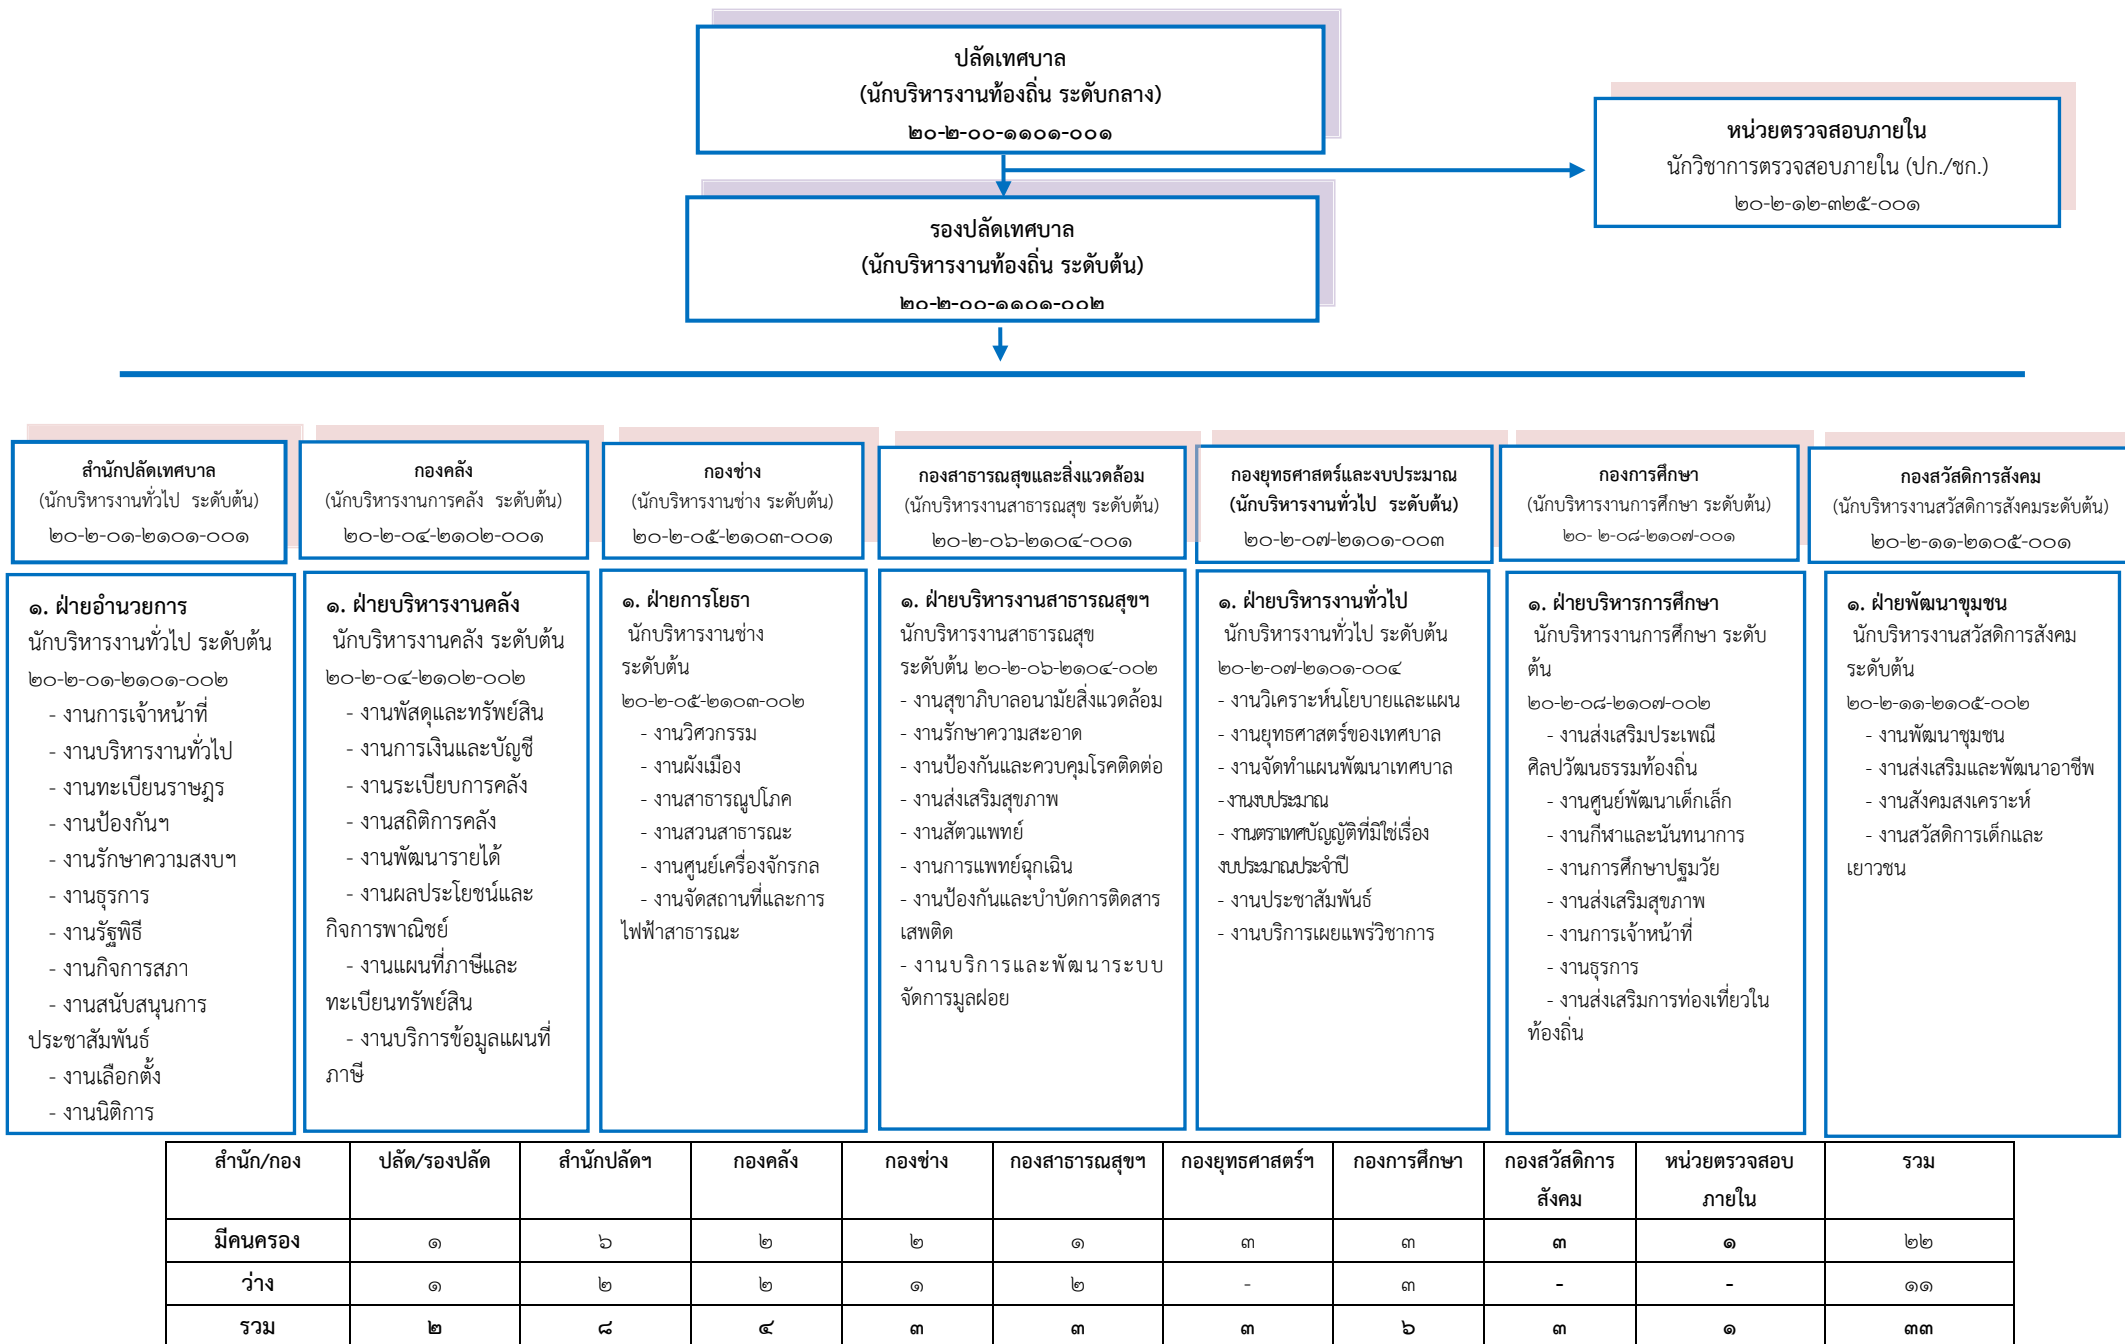 ปลัดเทศบาล
(นักบริหารงานท้องถิ่น ระดับกลาง)
๒๐-๒-๐๐-๑๑๐๑-๐๐๑
หน่วยตรวจสอบภายใน
นักวิชาการตรวจสอบภายใน (ปก./ชก.)
๒๐-๒-๑๒-๓๒๕-๐๐๑
รองปลัดเทศบาล
(นักบริหารงานท้องถิ่น ระดับต้น)
๒๐-๒-๐๐-๑๑๐๑-๐๐๒
สำนักปลัดเทศบาล
(นักบริหารงานทั่วไป ระดับต้น)
๒๐-๒-๐๑-๒๑๐๑-๐๐๑
กองคลัง
(นักบริหารงานการคลัง ระดับต้น)
๒๐-๒-๐๔-๒๑๐๒-๐๐๑
กองช่าง
(นักบริหารงานช่าง ระดับต้น)
๒๐-๒-๐๕-๒๑๐๓-๐๐๑
กองสาธารณสุขและสิ่งแวดล้อม
(นักบริหารงานสาธารณสุข ระดับต้น)
๒๐-๒-๐๖-๒๑๐๔-๐๐๑
กองยุทธศาสตร์และงบประมาณ
(นักบริหารงานทั่วไป ระดับต้น)
๒๐-๒-๐๗-๒๑๐๑-๐๐๓
กองการศึกษา
(นักบริหารงานการศึกษา ระดับต้น)
๒๐- ๒-๐๘-๒๑๐๗-๐๐๑
กองสวัสดิการสังคม
(นักบริหารงานสวัสดิการสังคมระดับต้น)
๒๐-๒-๑๑-๒๑๐๕-๐๐๑
๑. ฝ่ายอำนวยการ
นักบริหารงานทั่วไป ระดับต้น
๒๐-๒-๐๑-๒๑๐๑-๐๐๒
- งานการเจ้าหน้าที่
- งานบริหารงานทั่วไป
- งานทะเบียนราษฎร
- งานป้องกันฯ
- งานรักษาความสงบฯ
- งานธุรการ
- งานรัฐพิธี
- งานกิจการสภา
- งานสนับสนุนการ
ประชาสัมพันธ์
- งานเลือกตั้ง
- งานนิติการ
๑. ฝ่ายบริหารงานคลัง
นักบริหารงานคลัง ระดับต้น
๒๐-๒-๐๔-๒๑๐๒-๐๐๒
- งานพัสดุและทรัพย์สิน
- งานการเงินและบัญชี
- งานระเบียบการคลัง
- งานสถิติการคลัง
- งานพัฒนารายได้
- งานผลประโยชน์และ
กิจการพาณิชย์
- งานแผนที่ภาษีและ
ทะเบียนทรัพย์สิน
- งานบริการข้อมูลแผนที่
ภาษี
๑. ฝ่ายการโยธา
นักบริหารงานช่าง
ระดับต้น
๒๐-๒-๐๕-๒๑๐๓-๐๐๒
- งานวิศวกรรม
- งานผังเมือง
- งานสาธารณูปโภค
- งานสวนสาธารณะ
- งานศูนย์เครื่องจักรกล
- งานจัดสถานที่และการ
ไฟฟ้าสาธารณะ
๑. ฝ่ายบริหารงานสาธารณสุขฯ
นักบริหารงานสาธารณสุข
ระดับต้น ๒๐-๒-๐๖-๒๑๐๔-๐๐๒
- งานสุขาภิบาลอนามัยสิ่งแวดล้อม
- งานรักษาความสะอาด
- งานป้องกันและควบคุมโรคติดต่อ
- งานส่งเสริมสุขภาพ
- งานสัตวแพทย์
- งานการแพทย์ฉุกเฉิน
- งานป้องกันและบำบัดการติดสาร
เสพติด
- งานบริการและพัฒนาระบบ
จัดการมูลฝอย
๑. ฝ่ายบริหารงานทั่วไป
นักบริหารงานทั่วไป ระดับต้น
๒๐-๒-๐๗-๒๑๐๑-๐๐๔
- งานวิเคราะห์นโยบายและแผน
- งานยุทธศาสตร์ของเทศบาล
- งานจัดทำแผนพัฒนาเทศบาล
- งานงบประมาณ
- งานตราเทศบัญญัติที่มิใช่เรื่อง
งบประมาณประจำปี
- งานประชาสัมพันธ์
- งานบริการเผยแพร่วิชาการ
๑. ฝ่ายบริหารการศึกษา
นักบริหารงานการศึกษา ระดับ
ต้น
๒๐-๒-๐๘-๒๑๐๗-๐๐๒
- งานส่งเสริมประเพณี
ศิลปวัฒนธรรมท้องถิ่น
- งานศูนย์พัฒนาเด็กเล็ก
- งานกีฬาและนันทนาการ
- งานการศึกษาปฐมวัย
- งานส่งเสริมสุขภาพ
- งานการเจ้าหน้าที่
- งานธุรการ
- งานส่งเสริมการท่องเที่ยวใน
ท้องถิ่น
๑. ฝ่ายพัฒนาชุมชน
นักบริหารงานสวัสดิการสังคม
ระดับต้น
๒๐-๒-๑๑-๒๑๐๕-๐๐๒
- งานพัฒนาชุมชน
- งานส่งเสริมและพัฒนาอาชีพ
- งานสังคมสงเคราะห์
- งานสวัสดิการเด็กและ
เยาวชน
สำนัก/กอง ปลัด/รองปลัด สำนักปลัดฯ กองคลัง กองช่าง กองสาธารณสุขฯ กองยุทธศาสตร์ฯ กองการศึกษา กองสวัสดิการ หน่วยตรวจสอบ รวม
สังคม ภายใน
มีคนครอง ๑ ๖ ๒ ๒ ๑ ๓ ๓ ๓ ๑ ๒๒
ว่าง ๑ ๒ ๒ ๑ ๒ - ๓ - - ๑๑
รวม ๒ ๘ ๔ ๓ ๓ ๓ ๖ ๓ ๑ ๓๓